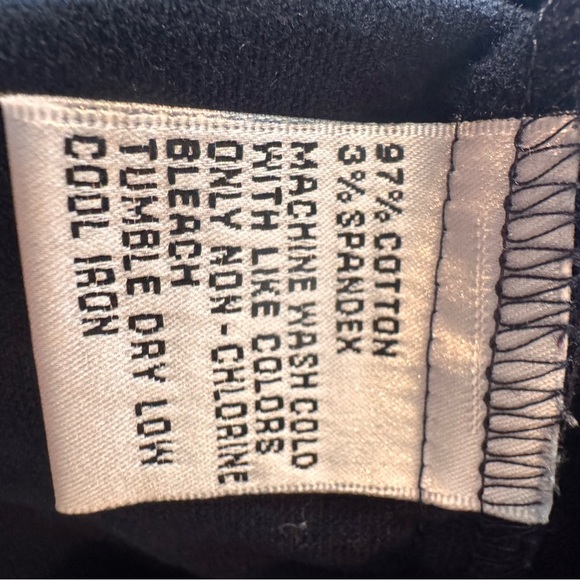 97% COTTON
3% SPANDEX
MACHINE WASH COLD
WITH LIKE COLORS
ONLY NON-CHLORINE
BLEACH
TUMBLE DRY LOW
COOL IRON